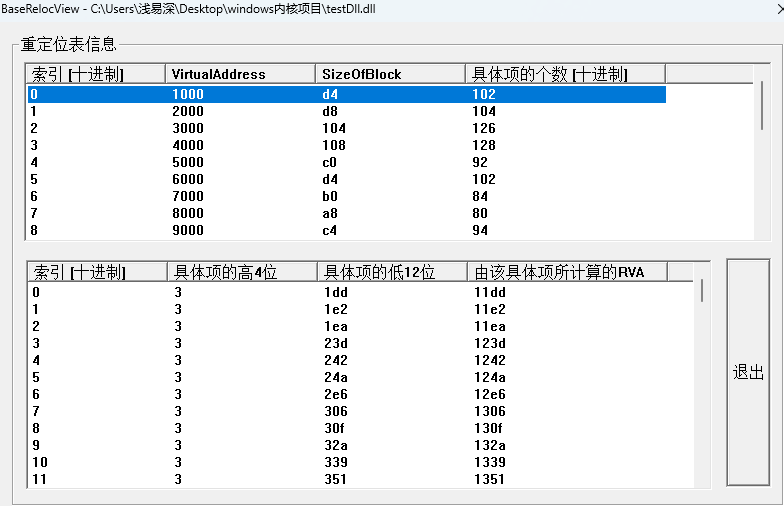 BaseRelocView - C:\Users\浅易深\Desktop\windows内核项目\testDll.dll
重定位表信息
索引 [十进制] VirtualAddress SizeOfBlock 具体项的个数 [十进制]
0 1000 d4 102
1 2000 d8 104
2 3000 104 126
3 4000 108 128
4 5000 c0 92
5 6000 d4 102
6 7000 b0 84
7 8000 a8 80
8 9000 c4 94
索引 [十进制] 具体项的高4位 具体项的低12位 由该具体项所计算的RVA
0 3 1dd 11dd
1 3 1e2 11e2
2 3 1ea 11ea
3 3 23d 123d
4 3 242 1242
5 3 24a 124a
6 3 2e6 12e6
7 3 306 1306
8 3 30f 130f
9 3 32a 132a
10 3 339 1339
11 3 351 1351
退出